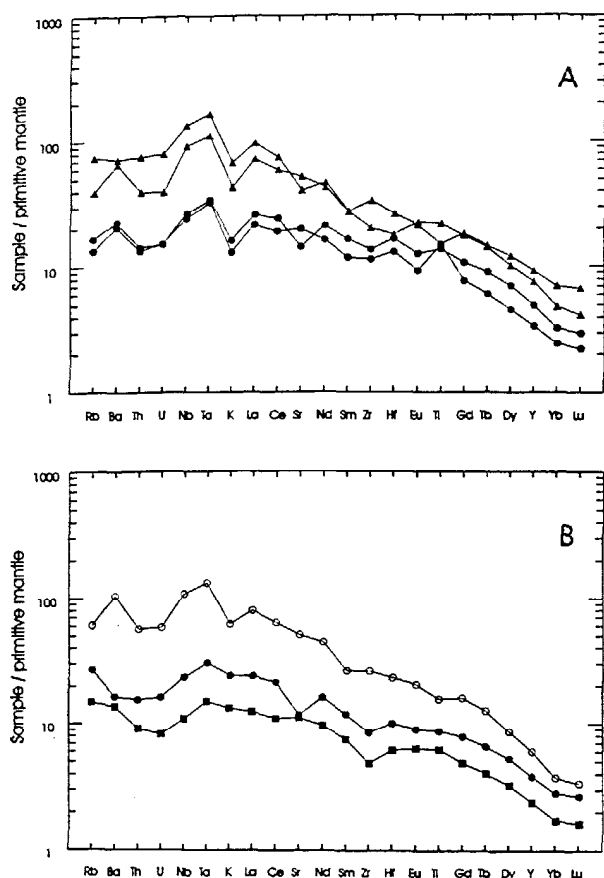 1000
A
100
Sample / primitive mantle
10
1
Rb Ba Th U Nb Ta K La Ce Sr Nd Sm Zr Hf Eu Ti Gd Tb Dy Y Yb Lu
1000
B
100
Sample / primitive mantle
10
1
Rb Ba Th U Nb Ta K La Ce Sr Nd Sm Zr Hf Eu Ti Gd Tb Dy Y Yb Lu